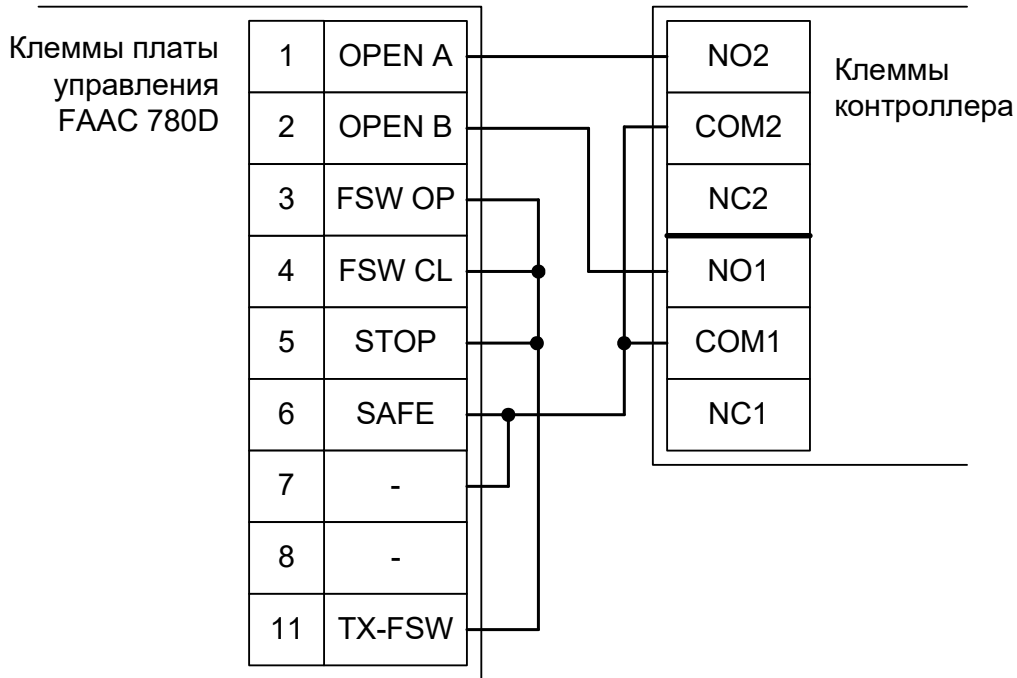 Клеммы платы
управления
FAAC 780D
1 OPEN A
2 OPEN B
3 FSW OP
4 FSW CL
5 STOP
6 SAFE
7 -
8 -
11 TX-FSW
NO2
COM2
NC2
NO1
COM1
NC1
Клеммы
контроллера